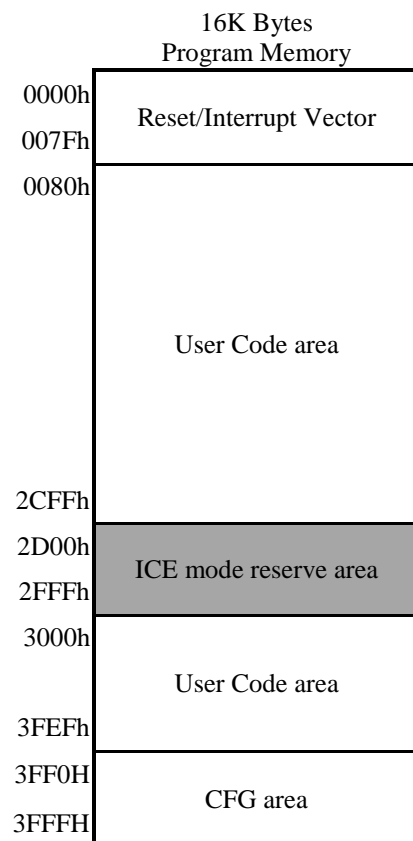 16K Bytes
Program Memory
0000h
Reset/Interrupt Vector
007Fh
0080h
User Code area
2CFFh
2D00h
ICE mode reserve area
2FFFh
3000h
User Code area
3FEFh
3FF0H
CFG area
3FFFH